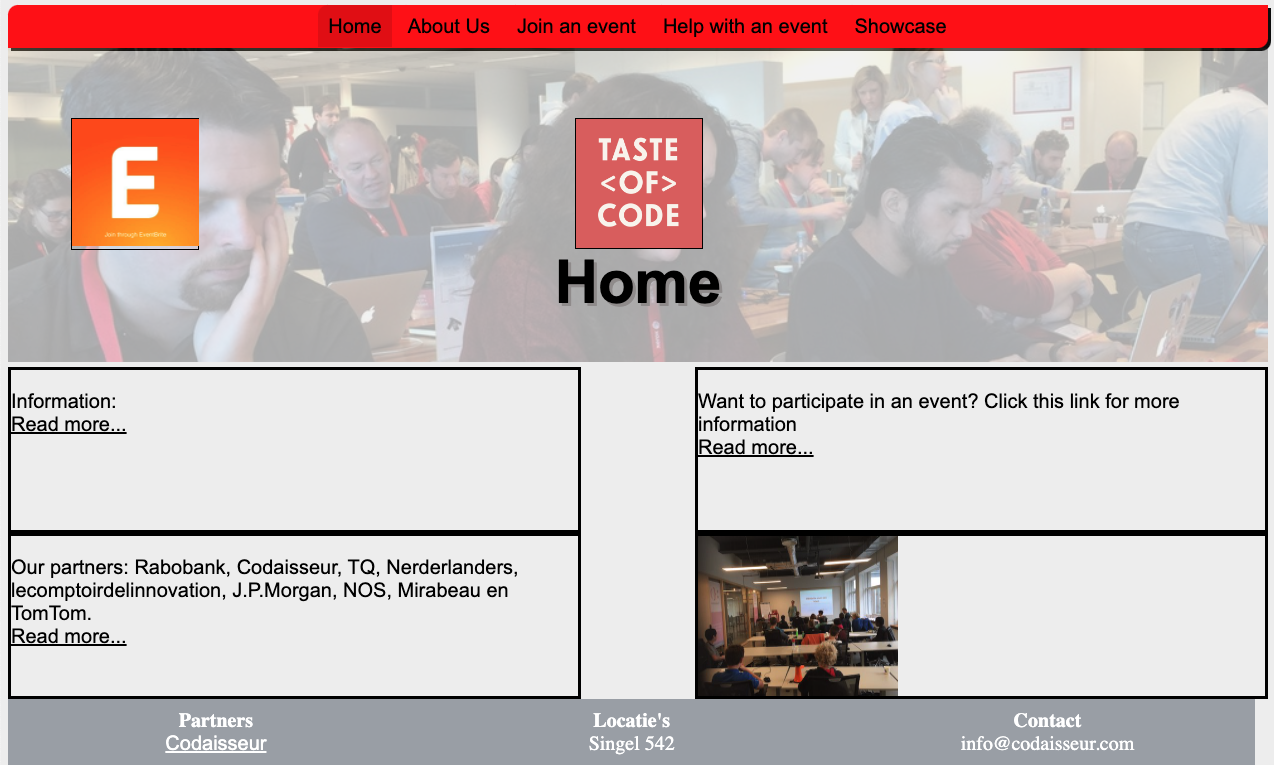 Home About Us Join an event Help with an event Showcase
E
Join through EventBrite
TASTE
<OF>
CODE
Home
Information:
Read more...
Want to participate in an event? Click this link for more
information
Read more...
Our partners: Rabobank, Codaisseur, TQ, Nerderlanders,
lecomptoirdelinnovation, J.P.Morgan, NOS, Mirabeau en
TomTom.
Read more...
Partners Locatie's Contact
Codaisseur Singel 542 info@codaisseur.com